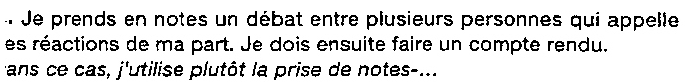 . Je prends en notes un débat entre plusieurs personnes qui appelle
es réactions de ma part. Je dois ensuite faire un compte rendu.
ans ce cas, j'utilise plutôt la prise de notes-...